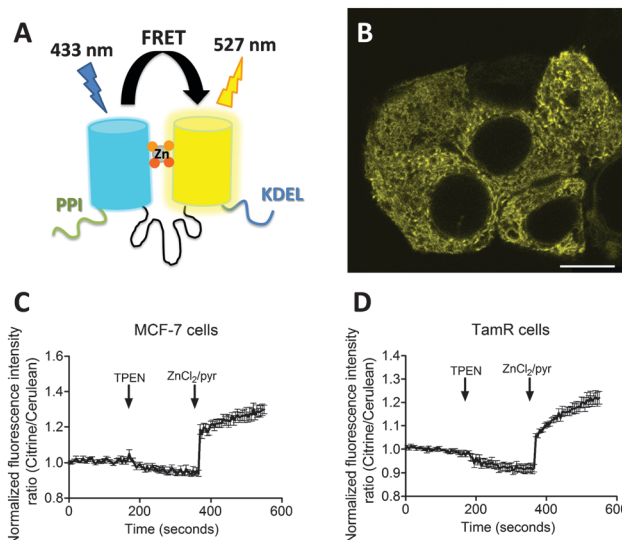 A
433 nm
FRET
527 nm
Zn
PPI
KDEL
B
C
MCF-7 cells
Normalized fluorescence intensity
ratio (Citrine/Cerulean)
1.6
1.4
1.2
1.0
0.8
TPEN
ZnCl2/pyr
0
200
400
600
Time (seconds)
D
TamR cells
Normalized fluorescence intensity
ratio (Citrine/Cerulean)
1.4
1.3
1.2
1.1
1.0
0.9
0.8
TPEN
ZnCl2/pyr
0
200
400
600
Time (seconds)